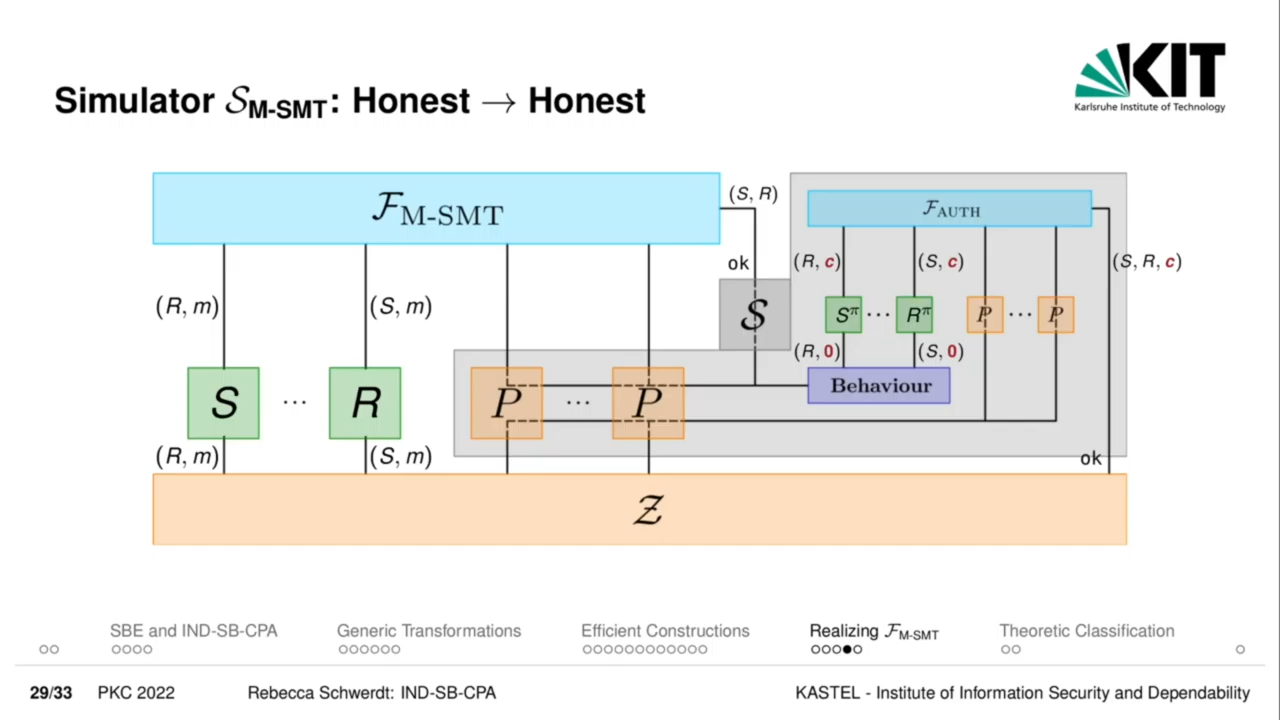 KIT
Karlsruhe Institute of Technology
Simulator 𝒮M-SMT: Honest → Honest
ℱM-SMT
(S, R)
ℱAUTH
ok
(R, c)
(S, c)
(S, R, c)
(R, m)
(S, m)
𝒮
Sπ ⋯ Rπ
P ⋯ P
(R, 0)
(S, 0)
Behaviour
S ⋯ R
P ⋯ P
(R, m)
(S, m)
ok
𝒵
SBE and IND-SB-CPA
Generic Transformations
Efficient Constructions
Realizing ℱM-SMT
Theoretic Classification
29/33 PKC 2022 Rebecca Schwerdt: IND-SB-CPA KASTEL - Institute of Information Security and Dependability